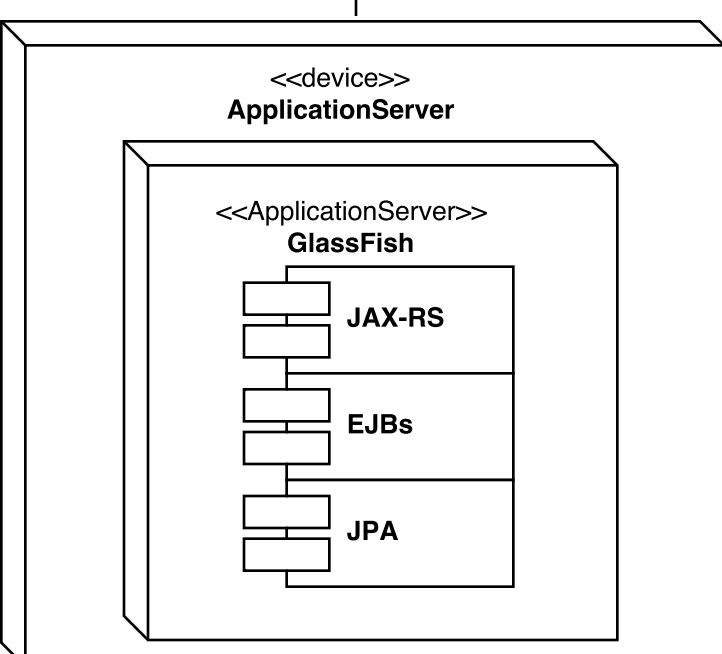 <<device>>
ApplicationServer
<<ApplicationServer>>
GlassFish
JAX-RS
EJBs
JPA